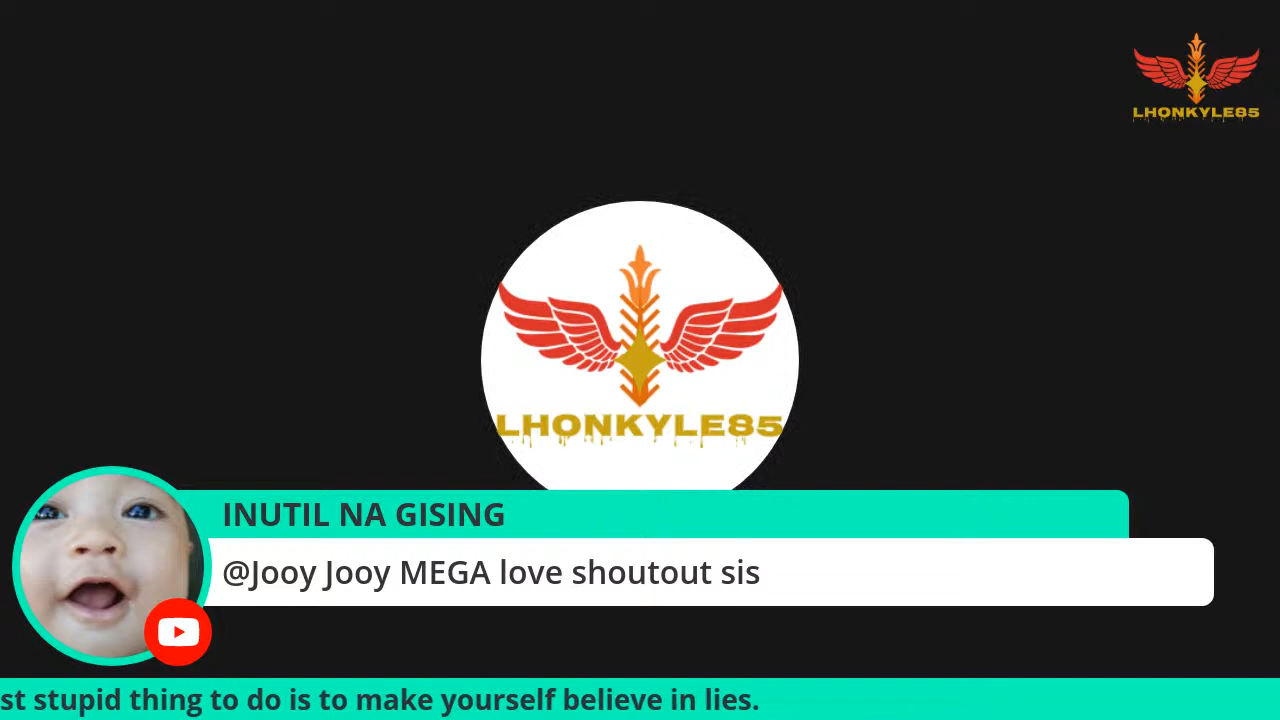 LHONKYLE85
LHONKYLE85
INUTIL NA GISING
@Jooy Jooy MEGA love shoutout sis
st stupid thing to do is to make yourself believe in lies.